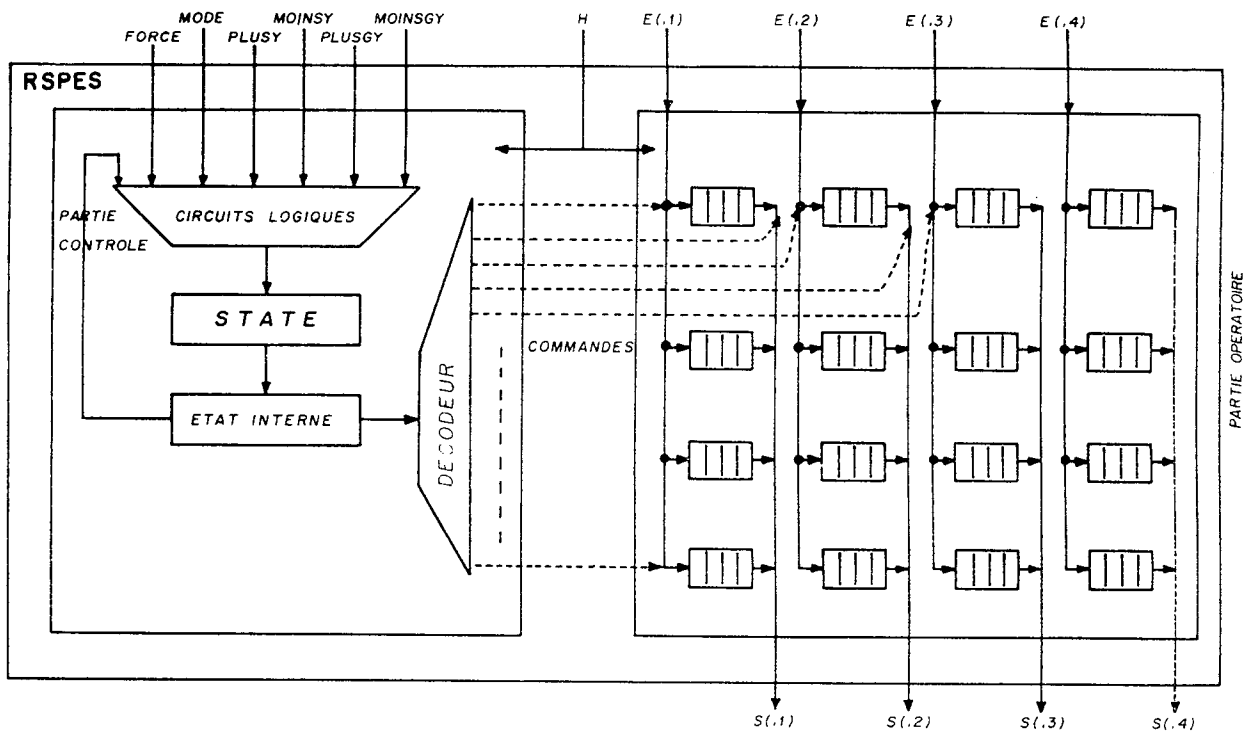 MODE MOINSY MOINSGY H E(.1) E(.2) E(.3) E(.4)
FORCE PLUSY PLUSGY
RSPES
PARTIE CONTROLE
CIRCUITS LOGIQUES
STATE
ETAT INTERNE
DECODEUR
COMMANDES
PARTIE OPERATOIRE
S(.1) S(.2) S(.3) S(.4)